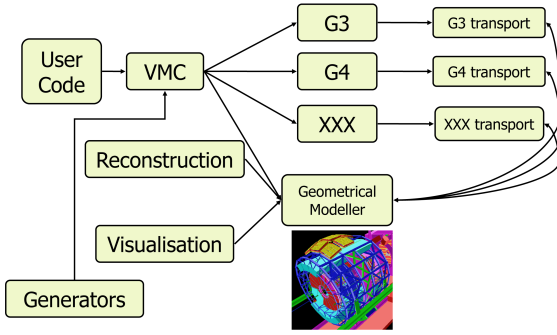 G3
G3 transport
User
Code
VMC
G4
G4 transport
XXX
XXX transport
Reconstruction
Geometrical
Modeller
Visualisation
Generators